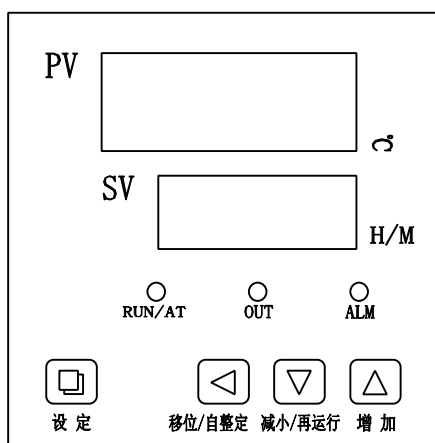 PV
℃
SV
H/M
RUN/AT OUT ALM
设定 移位/自整定 减小/再运行 增加